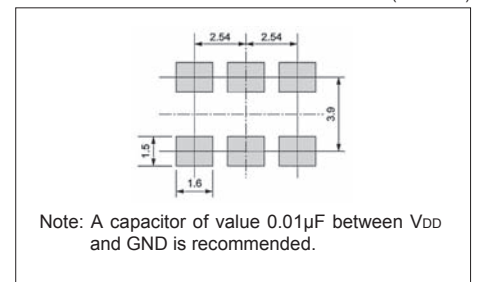 2.54 2.54
3.9
1.5
1.6
Note: A capacitor of value 0.01µF between VDD
and GND is recommended.